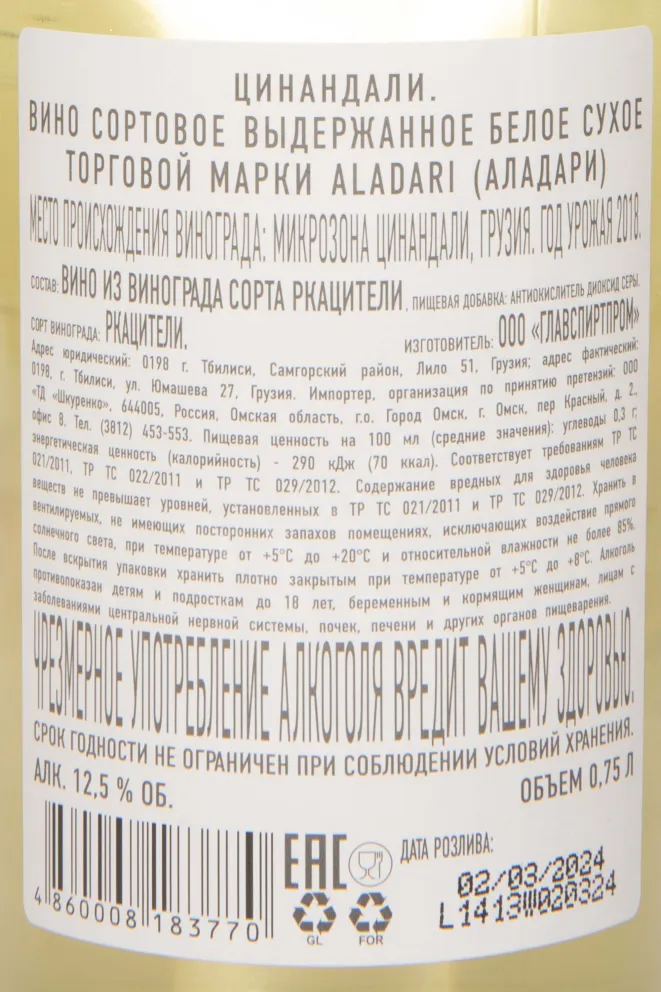 ЦИНАНДАЛИ.
ВИНО СОРТОВОЕ ВЫДЕРЖАННОЕ БЕЛОЕ СУХОЕ
ТОРГОВОЙ МАРКИ ALADARI (АЛАДАРИ)
МЕСТО ПРОИСХОЖДЕНИЯ ВИНОГРАДА: МИКРОЗОНА ЦИНАНДАЛИ, ГРУЗИЯ. ГОД УРОЖАЯ 2018.
СОСТАВ: ВИНО ИЗ ВИНОГРАДА СОРТА РКАЦИТЕЛИ, ПИЩЕВАЯ ДОБАВКА: АНТИОКИСЛИТЕЛЬ ДИОКСИД СЕРЫ.
СОРТ ВИНОГРАДА: РКАЦИТЕЛИ. ИЗГОТОВИТЕЛЬ: ООО «ГЛАВСПИРТПРОМ»
Адрес юридический: 0198 г. Тбилиси, Самгорский район, Лило 51, Грузия; адрес фактический:
0198, г. Тбилиси, ул. Юмашева 27, Грузия. Импортер, организация по принятию претензий: ООО
«ТД «Шкуренко», 644005, Россия, Омская область, г.о. Город Омск, г. Омск, пер Красный, д. 2,
офис 8. Тел. (3812) 453-553. Пищевая ценность на 100 мл (средние значения): углеводы 0,3 г;
энергетическая ценность (калорийность) - 290 кДж (70 ккал). Соответствует требованиям ТР ТС
021/2011, ТР ТС 022/2011 и ТР ТС 029/2012. Содержание вредных для здоровья человека
веществ не превышает уровней, установленных в ТР ТС 021/2011 и ТР ТС 029/2012. Хранить в
вентилируемых, не имеющих посторонних запахов помещениях, исключающих воздействие прямого
солнечного света, при температуре от +5°C до +20°C и относительной влажности не более 85%.
После вскрытия упаковки хранить плотно закрытым при температуре от +5°C до +8°C. Алкоголь
противопоказан детям и подросткам до 18 лет, беременным и кормящим женщинам, лицам с
заболеваниями центральной нервной системы, почек, печени и других органов пищеварения.
ЧРЕЗМЕРНОЕ УПОТРЕБЛЕНИЕ АЛКОГОЛЯ ВРЕДИТ ВАШЕМУ ЗДОРОВЬЮ.
СРОК ГОДНОСТИ НЕ ОГРАНИЧЕН ПРИ СОБЛЮДЕНИИ УСЛОВИЙ ХРАНЕНИЯ.
АЛК. 12,5 % ОБ. ОБЪЕМ 0,75 Л
ДАТА РОЗЛИВА:
02/03/2024
L1413W020324
EAC
GL FOR
4 860008 183770